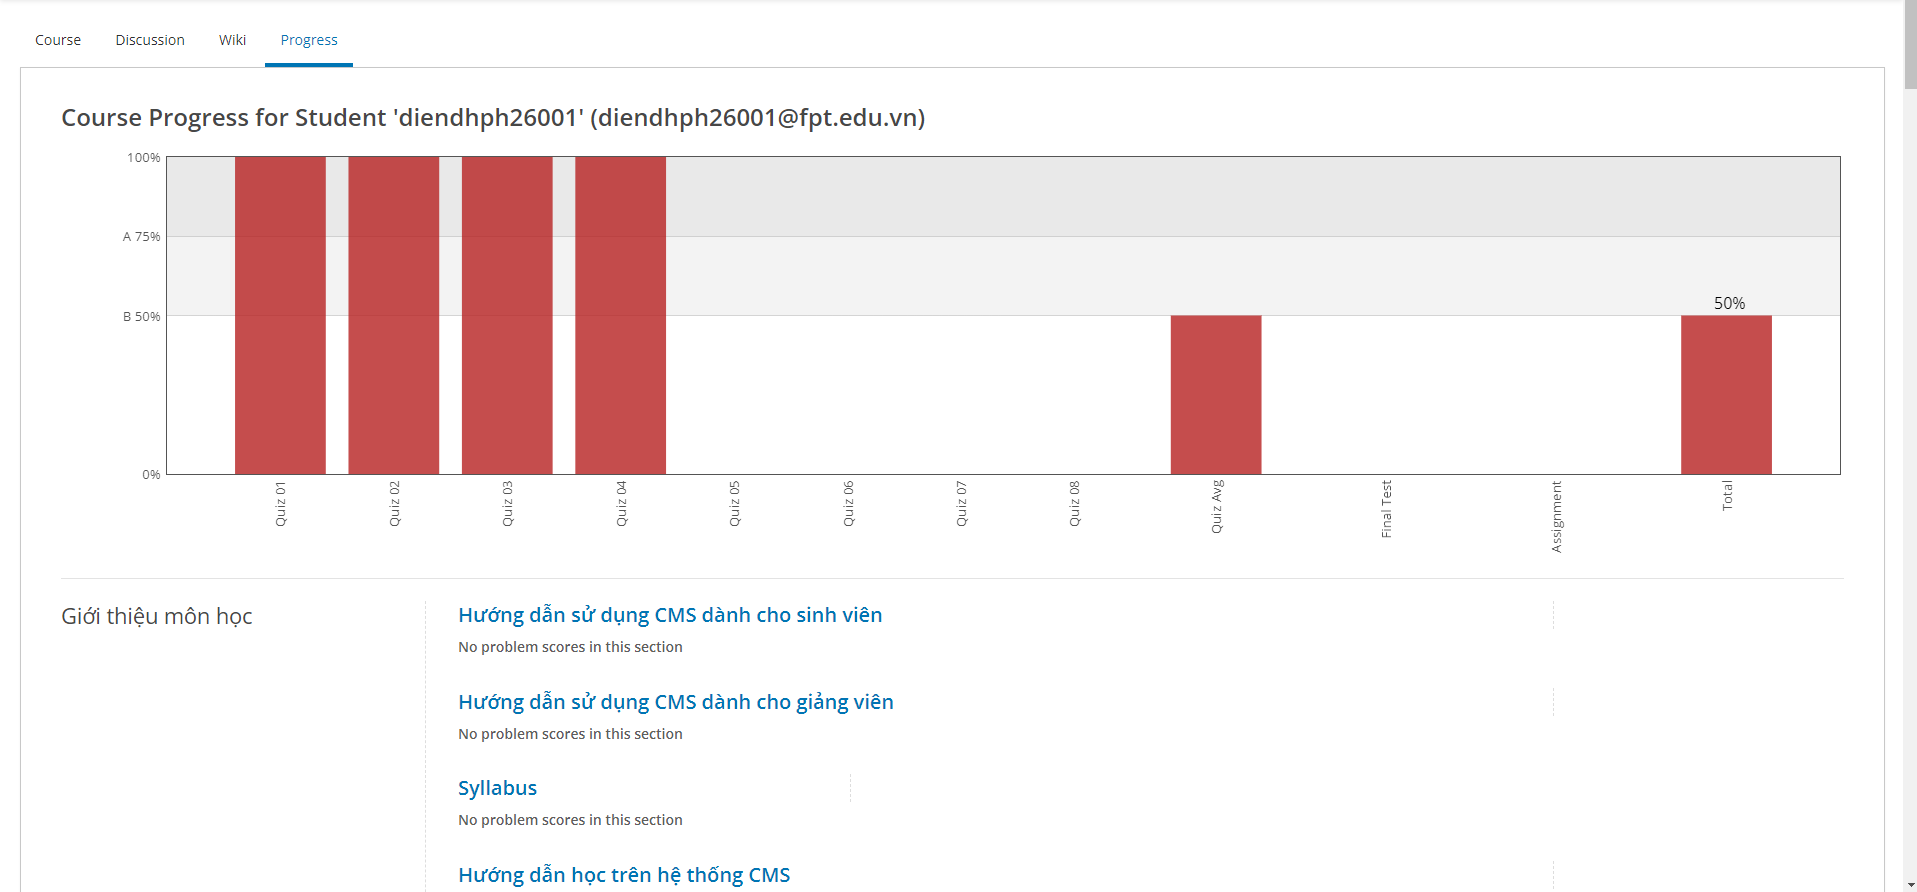 Course Discussion Wiki Progress
Course Progress for Student 'diendhph26001' (diendhph26001@fpt.edu.vn)
100%
A 75%
B 50%
0%
50%
Quiz 01
Quiz 02
Quiz 03
Quiz 04
Quiz 05
Quiz 06
Quiz 07
Quiz 08
Quiz Avg
Final Test
Assignment
Total
Giới thiệu môn học
Hướng dẫn sử dụng CMS dành cho sinh viên
No problem scores in this section
Hướng dẫn sử dụng CMS dành cho giảng viên
No problem scores in this section
Syllabus
No problem scores in this section
Hướng dẫn học trên hệ thống CMS